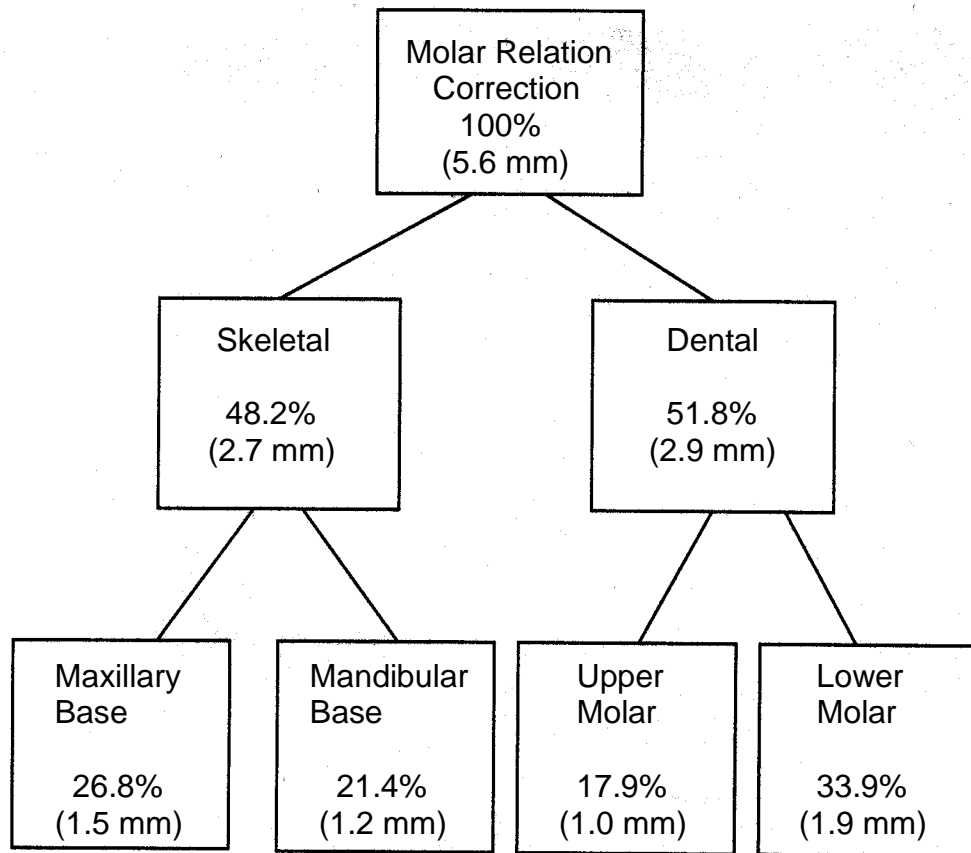 Molar Relation
Correction
100%
(5.6 mm)
Skeletal
48.2%
(2.7 mm)
Dental
51.8%
(2.9 mm)
Maxillary
Base
26.8%
(1.5 mm)
Mandibular
Base
21.4%
(1.2 mm)
Upper
Molar
17.9%
(1.0 mm)
Lower
Molar
33.9%
(1.9 mm)